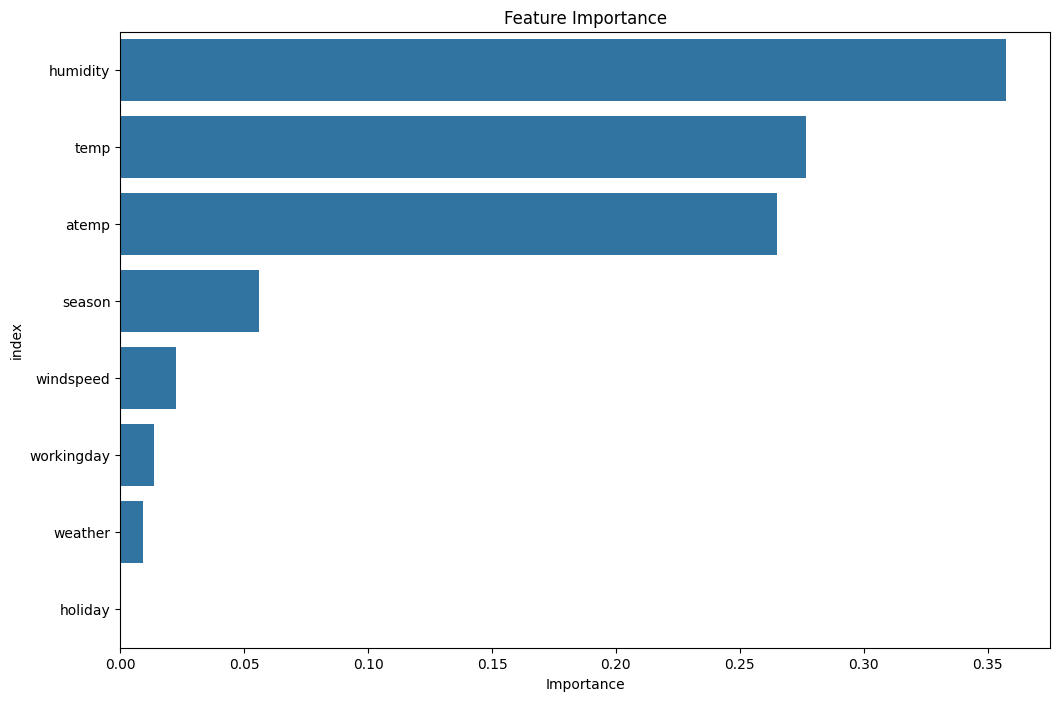 Feature Importance
humidity
temp
atemp
season
windspeed
workingday
weather
holiday
index
0.00 0.05 0.10 0.15 0.20 0.25 0.30 0.35
Importance